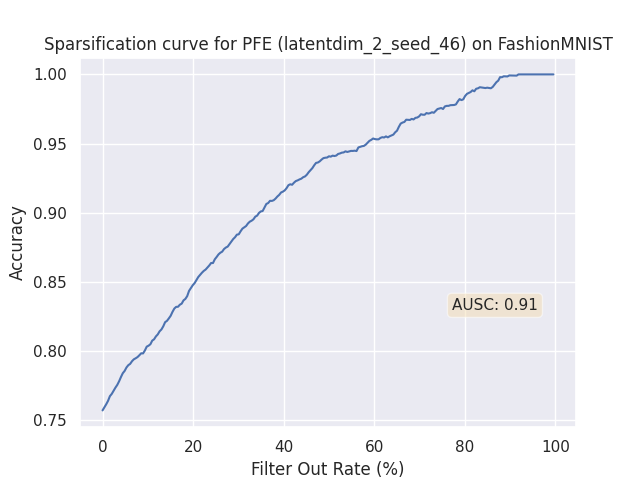 Sparsification curve for PFE (latentdim_2_seed_46) on FashionMNIST
1.00
0.95
0.90
0.85
0.80
0.75
Accuracy
AUSC: 0.91
0 20 40 60 80 100
Filter Out Rate (%)